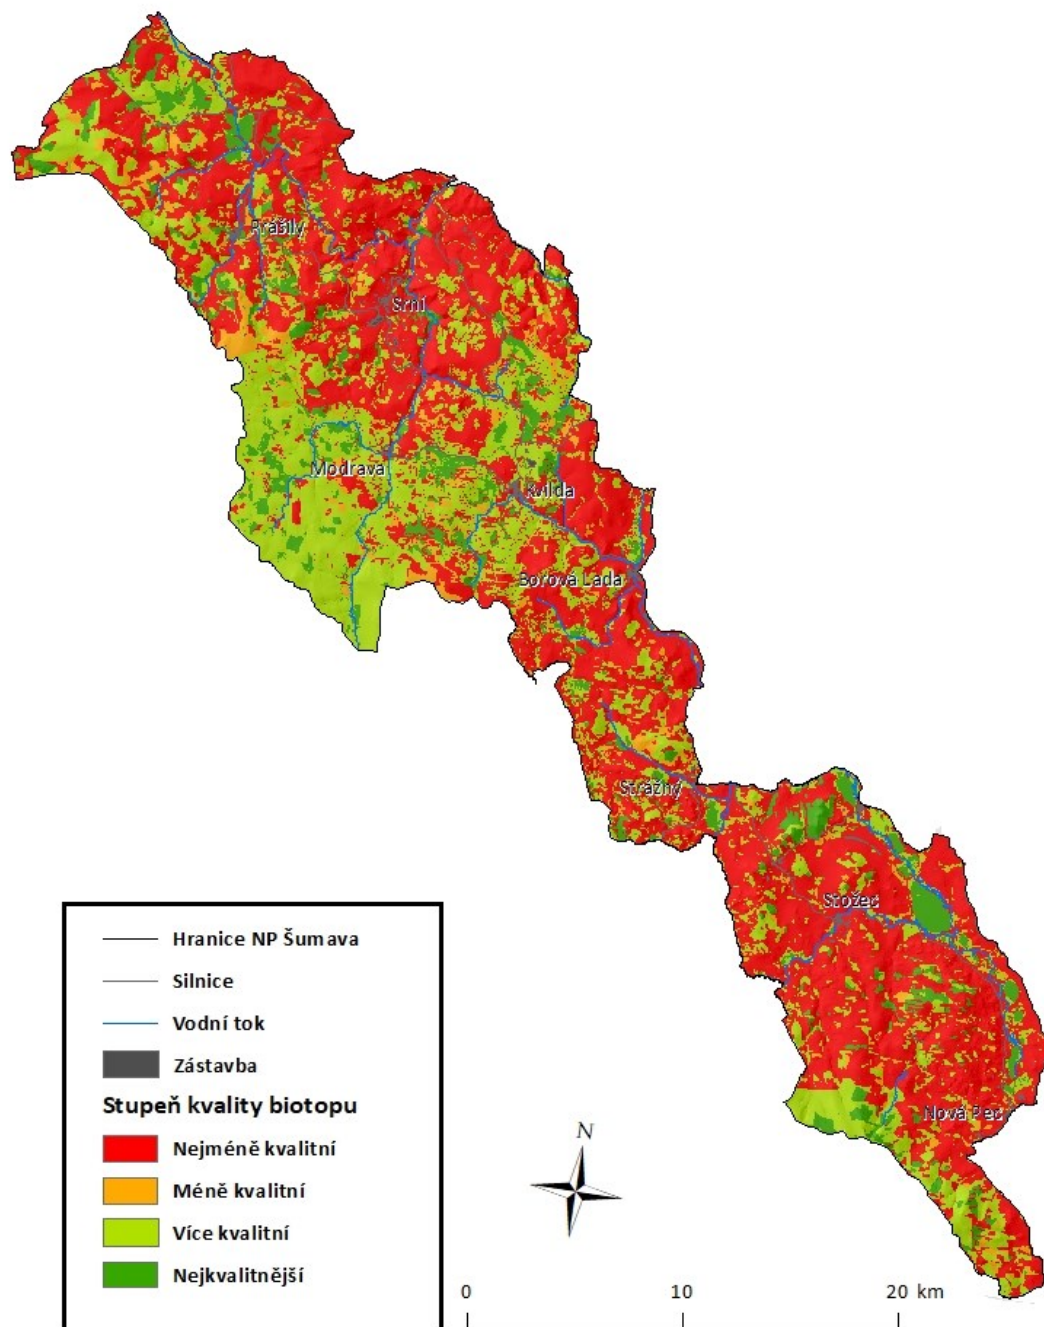 Prášily
Srní
Modrava
Kvilda
Borová Lada
Strážný
Stožec
Nová Pec
Hranice NP Šumava
Silnice
Vodní tok
Zástavba
Stupeň kvality biotopu
Nejméně kvalitní
Méně kvalitní
Více kvalitní
Nejkvalitnější
N
0 10 20 km